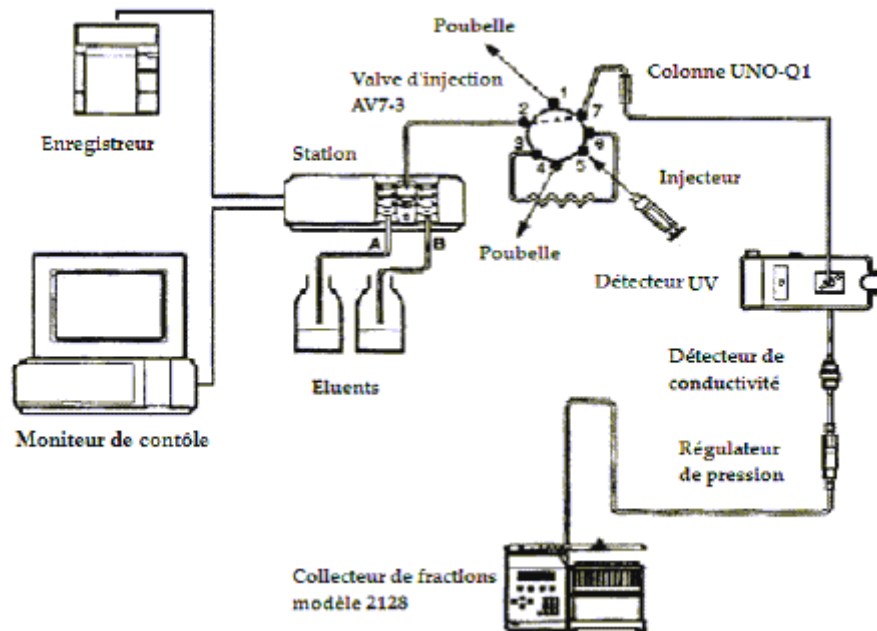 Poubelle
Valve d'injection
AV7-3
Colonne UNO-Q1
1
2
7
3
6
4
5
Enregistreur
Station
Injecteur
A
B
Poubelle
Détecteur UV
Eluents
Détecteur de
conductivité
Moniteur de contôle
Régulateur
de pression
Collecteur de fractions
modèle 2128